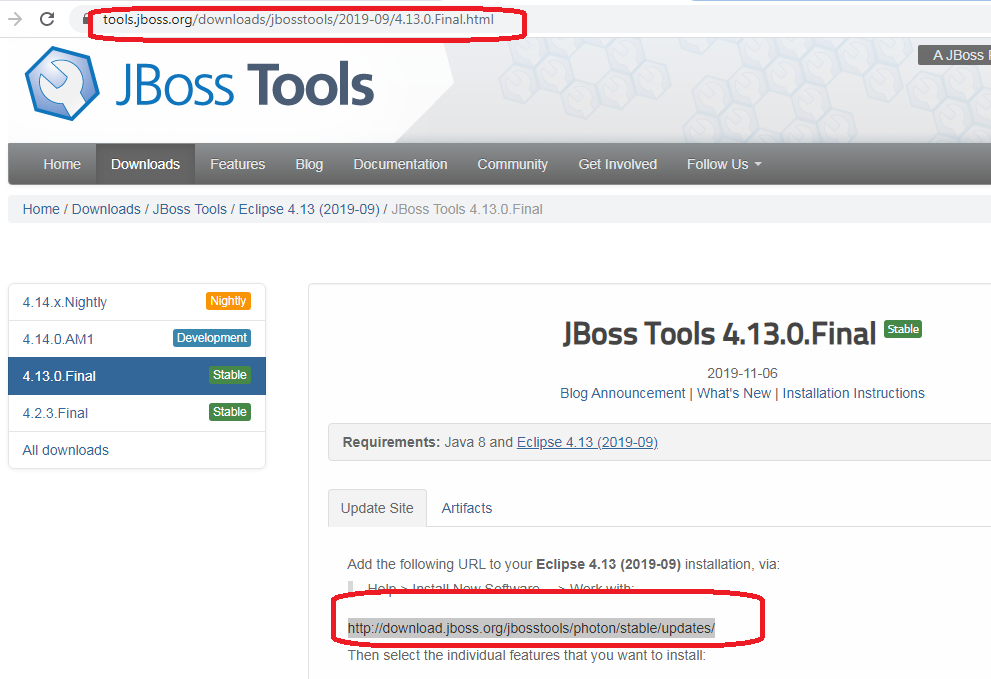 tools.jboss.org/downloads/jbosstools/2019-09/4.13.0.Final.html
A JBoss
JBoss Tools
Home Downloads Features Blog Documentation Community Get Involved Follow Us
Home / Downloads / JBoss Tools / Eclipse 4.13 (2019-09) / JBoss Tools 4.13.0.Final
4.14.x.Nightly Nightly
4.14.0.AM1 Development
4.13.0.Final Stable
4.2.3.Final Stable
All downloads
JBoss Tools 4.13.0.Final Stable
2019-11-06
Blog Announcement | What's New | Installation Instructions
Requirements: Java 8 and Eclipse 4.13 (2019-09)
Update Site Artifacts
Add the following URL to your Eclipse 4.13 (2019-09) installation, via:
Help > Install New Software... > Work with:
http://download.jboss.org/jbosstools/photon/stable/updates/
Then select the individual features that you want to install: